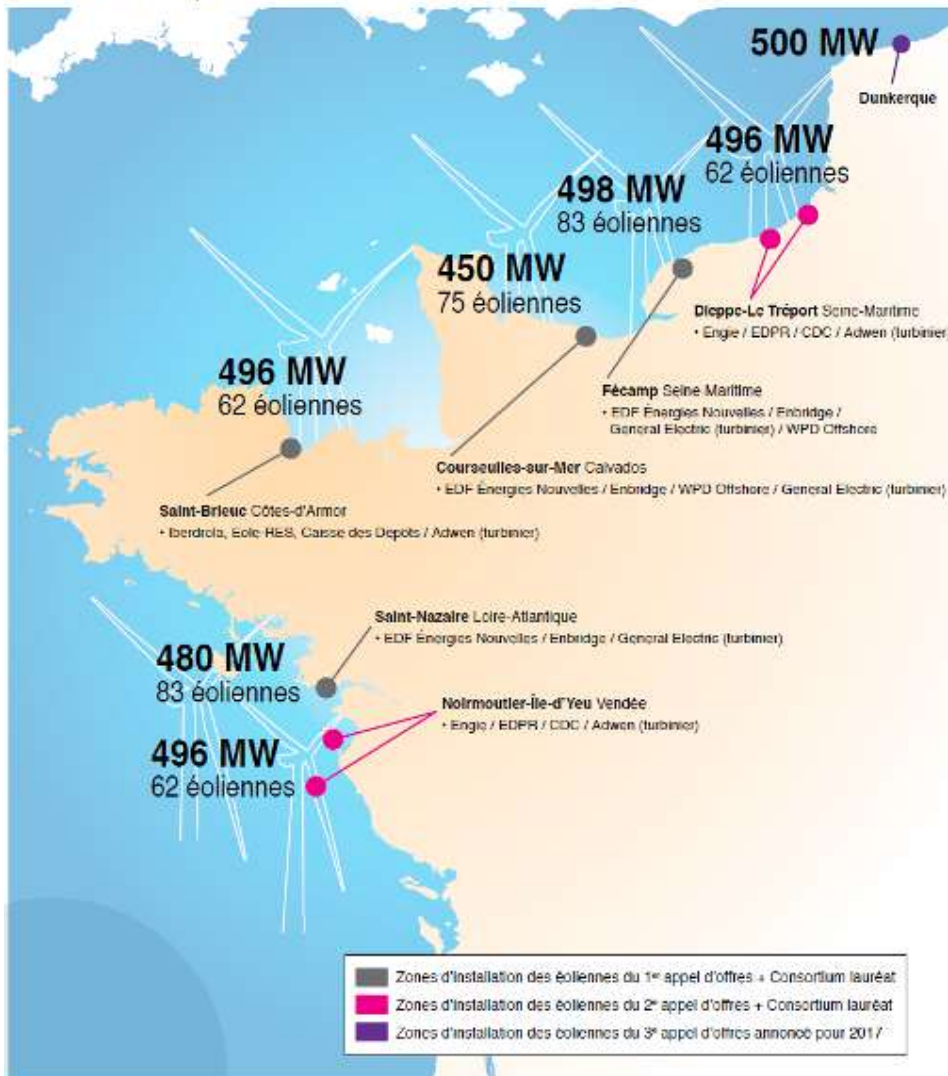 500 MW
Dunkerque
496 MW
62 éoliennes
498 MW
83 éoliennes
450 MW
75 éoliennes
Dieppe-Le Tréport Seine-Maritime
• Engie / EDPR / CDC / Adwen (turbinier)
496 MW
62 éoliennes
Fécamp Seine Maritime
• EDF Énergies Nouvelles / Enbridge /
General Electric (turbinier) / WPD Offshore
Courseulles-sur-Mer Calvados
• EDF Énergies Nouvelles / Enbridge / WPD Offshore / General Electric (turbinier)
Saint-Brieuc Côtes-d'Armor
• Iberdrola, Eole-RES, Caisse des Dépots / Adwen (turbinier)
Saint-Nazaire Loire-Atlantique
• EDF Énergies Nouvelles / Enbridge / General Electric (turbinier)
480 MW
83 éoliennes
Noirmoutier-Île-d'Yeu Vendée
• Engie / EDPR / CDC / Adwen (turbinier)
496 MW
62 éoliennes
Zones d'installation des éoliennes du 1er appel d'offres + Consortium lauréat
Zones d'installation des éoliennes du 2e appel d'offres + Consortium lauréat
Zones d'installation des éoliennes du 3e appel d'offres annoncé pour 2017